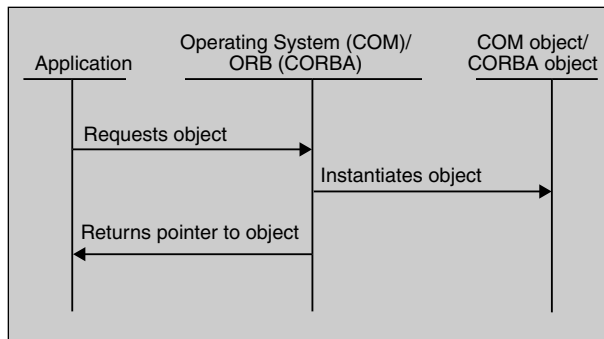 Application
Operating System (COM)/
ORB (CORBA)
COM object/
CORBA object
Requests object
Instantiates object
Returns pointer to object